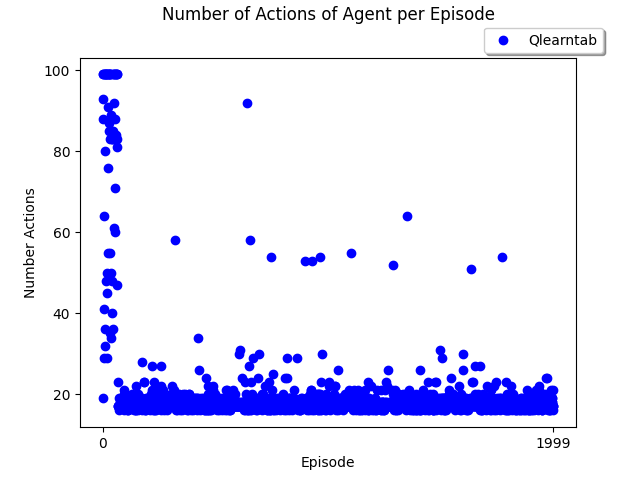 Number of Actions of Agent per Episode
Qlearntab
100
80
60
40
20
Number Actions
0
1999
Episode